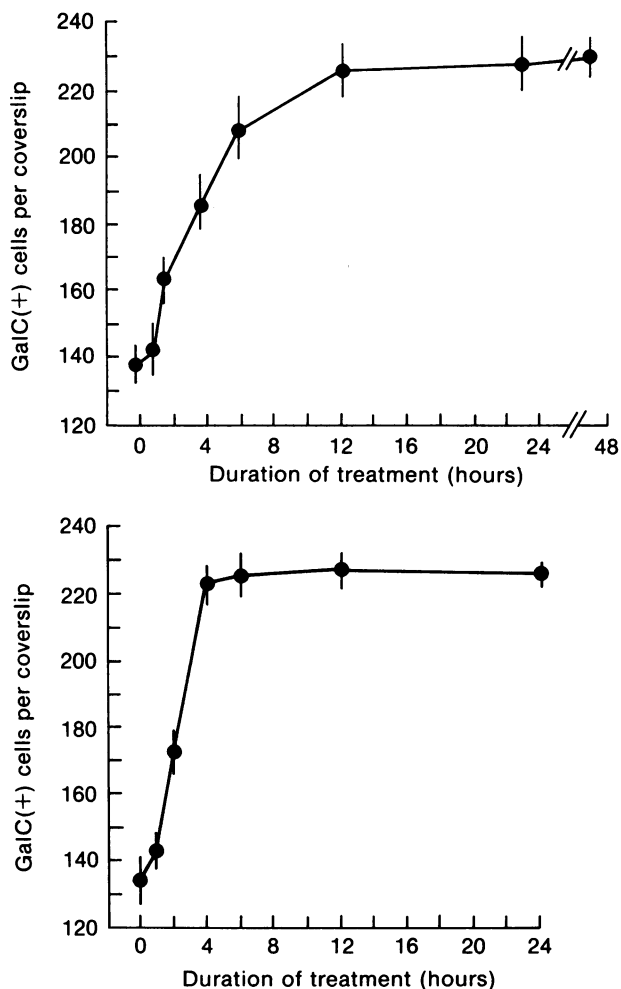 240
220
200
180
160
140
120
GalC(+) cells per coverslip
0 4 8 12 16 20 24 48
Duration of treatment (hours)
240
220
200
180
160
140
120
GalC(+) cells per coverslip
0 4 8 12 16 20 24
Duration of treatment (hours)